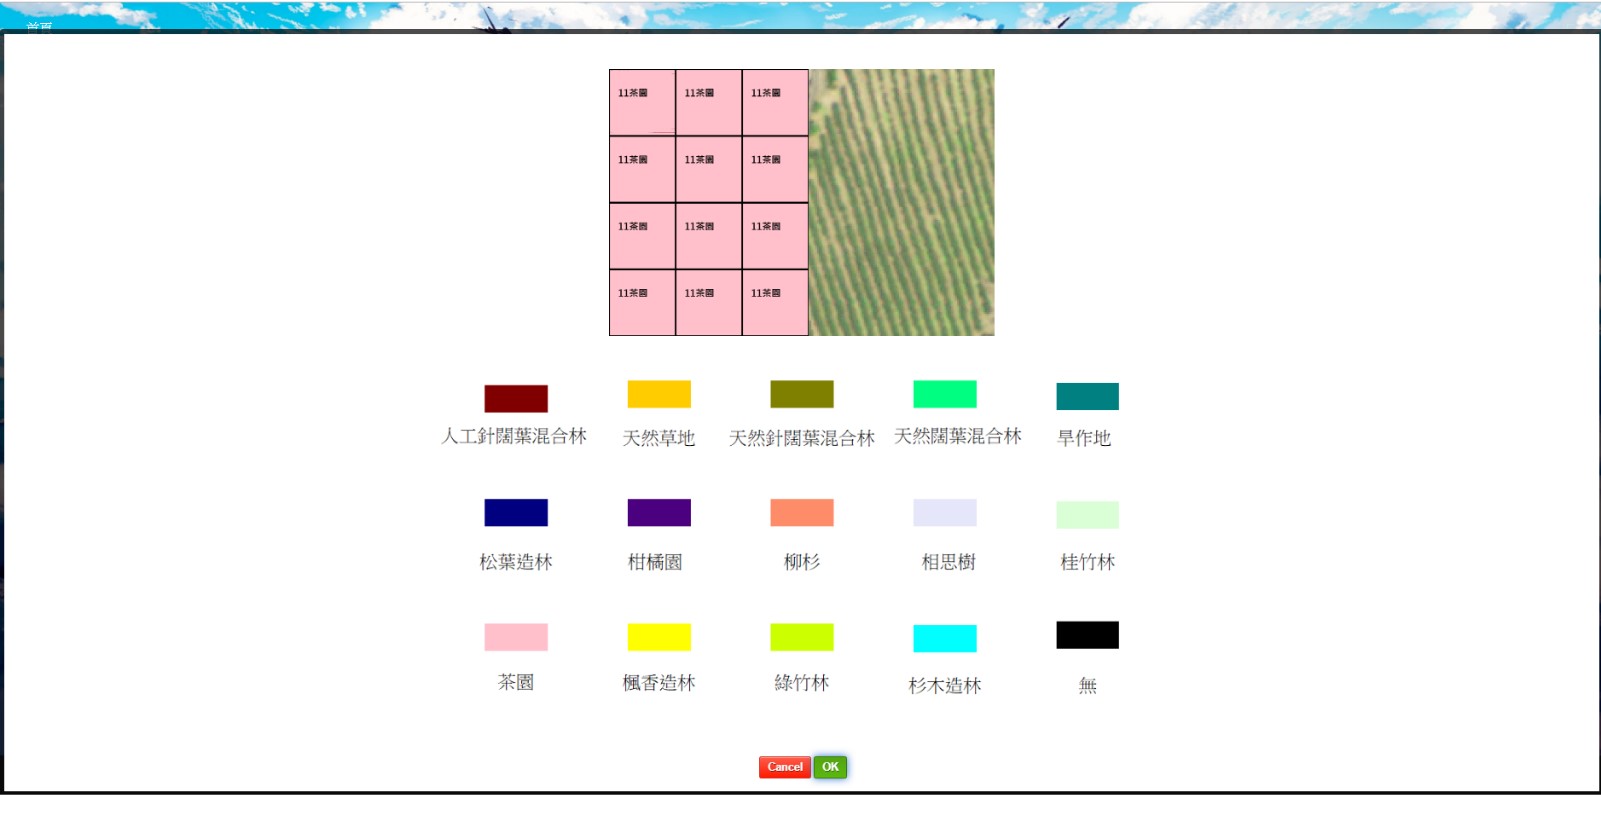 首頁
11茶園 11茶園 11茶園
11茶園 11茶園 11茶園
11茶園 11茶園 11茶園
11茶園 11茶園 11茶園
人工針闊葉混合林 天然草地 天然針闊葉混合林 天然闊葉混合林 旱作地
松葉造林 柑橘園 柳杉 相思樹 桂竹林
茶園 楓香造林 綠竹林 杉木造林 無
Cancel OK